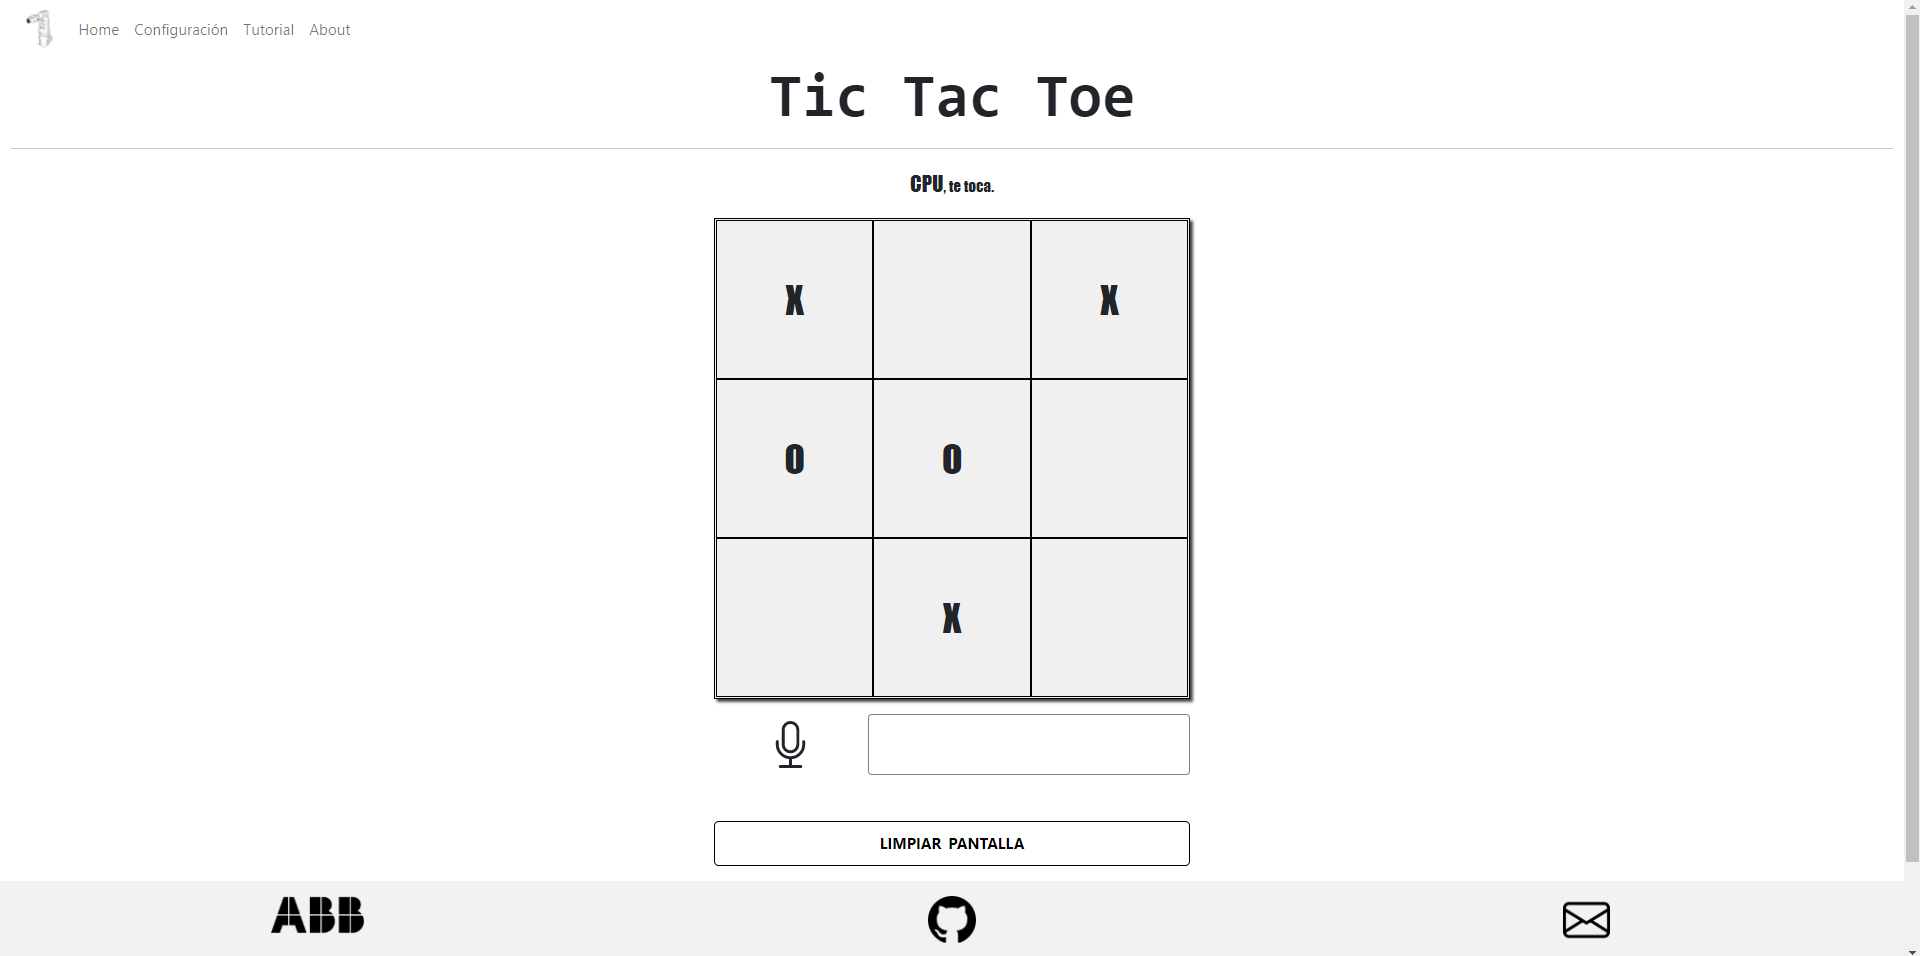 Home Configuración Tutorial About
Tic Tac Toe
CPU, te toca.
X X
O O
X
LIMPIAR PANTALLA
ABB